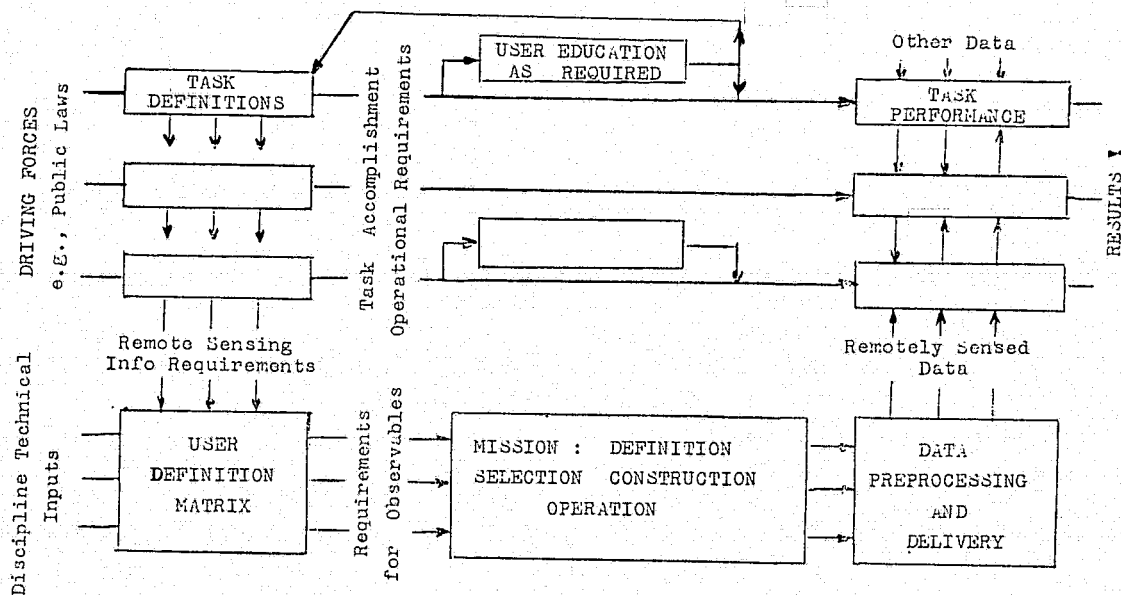 USER EDUCATION
AS REQUIRED
Other Data
TASK
DEFINITIONS
TASK
PERFORMANCE
DRIVING FORCES
e.g., Public Laws
Task Accomplishment
Operational Requirements
RESULTS
Remote Sensing
Info Requirements
Remotely Sensed
Data
Discipline Technical
Inputs
USER
DEFINITION
MATRIX
Requirements
for Observables
MISSION : DEFINITION
SELECTION CONSTRUCTION
OPERATION
DATA
PREPROCESSING
AND
DELIVERY